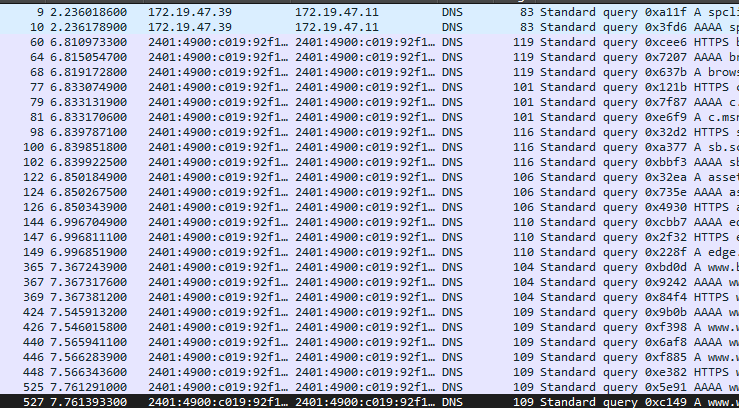 9 2.236018600 172.19.47.39 172.19.47.11 DNS 83 Standard query 0xa11f A spcli
10 2.236178900 172.19.47.39 172.19.47.11 DNS 83 Standard query 0x3fd6 AAAA sp
60 6.810973300 2401:4900:c019:92f1… 2401:4900:c019:92f1… DNS 119 Standard query 0xcee6 HTTPS b
64 6.815054700 2401:4900:c019:92f1… 2401:4900:c019:92f1… DNS 119 Standard query 0x7207 AAAA br
68 6.819172800 2401:4900:c019:92f1… 2401:4900:c019:92f1… DNS 119 Standard query 0x637b A brows
77 6.833074900 2401:4900:c019:92f1… 2401:4900:c019:92f1… DNS 101 Standard query 0x121b HTTPS c
79 6.833131900 2401:4900:c019:92f1… 2401:4900:c019:92f1… DNS 101 Standard query 0x7f87 AAAA c.
81 6.833170600 2401:4900:c019:92f1… 2401:4900:c019:92f1… DNS 101 Standard query 0xe6f9 A c.msn
98 6.839787100 2401:4900:c019:92f1… 2401:4900:c019:92f1… DNS 116 Standard query 0x32d2 HTTPS s
100 6.839851800 2401:4900:c019:92f1… 2401:4900:c019:92f1… DNS 116 Standard query 0xa377 A sb.sc
102 6.839922500 2401:4900:c019:92f1… 2401:4900:c019:92f1… DNS 116 Standard query 0xbbf3 AAAA sb
122 6.850184900 2401:4900:c019:92f1… 2401:4900:c019:92f1… DNS 106 Standard query 0x32ea A asset
124 6.850267500 2401:4900:c019:92f1… 2401:4900:c019:92f1… DNS 106 Standard query 0x735e AAAA as
126 6.850343900 2401:4900:c019:92f1… 2401:4900:c019:92f1… DNS 106 Standard query 0x4930 HTTPS a
144 6.996704900 2401:4900:c019:92f1… 2401:4900:c019:92f1… DNS 110 Standard query 0xcbb7 AAAA ed
147 6.996811100 2401:4900:c019:92f1… 2401:4900:c019:92f1… DNS 110 Standard query 0x2f32 HTTPS e
149 6.996851900 2401:4900:c019:92f1… 2401:4900:c019:92f1… DNS 110 Standard query 0x228f A edge.
365 7.367243900 2401:4900:c019:92f1… 2401:4900:c019:92f1… DNS 104 Standard query 0xbd0d A www.b
367 7.367317600 2401:4900:c019:92f1… 2401:4900:c019:92f1… DNS 104 Standard query 0x9242 AAAA ww
369 7.367381200 2401:4900:c019:92f1… 2401:4900:c019:92f1… DNS 104 Standard query 0x84f4 HTTPS w
424 7.545913200 2401:4900:c019:92f1… 2401:4900:c019:92f1… DNS 109 Standard query 0x9b0b AAAA ww
426 7.546015800 2401:4900:c019:92f1… 2401:4900:c019:92f1… DNS 109 Standard query 0xf398 A www.w
440 7.565941100 2401:4900:c019:92f1… 2401:4900:c019:92f1… DNS 109 Standard query 0x6af8 AAAA ww
446 7.566283900 2401:4900:c019:92f1… 2401:4900:c019:92f1… DNS 109 Standard query 0xf885 A www.w
448 7.566343600 2401:4900:c019:92f1… 2401:4900:c019:92f1… DNS 109 Standard query 0xe382 HTTPS w
525 7.761291000 2401:4900:c019:92f1… 2401:4900:c019:92f1… DNS 109 Standard query 0x5e91 AAAA ww
527 7.761393300 2401:4900:c019:92f1… 2401:4900:c019:92f1… DNS 109 Standard query 0xc149 A www.w